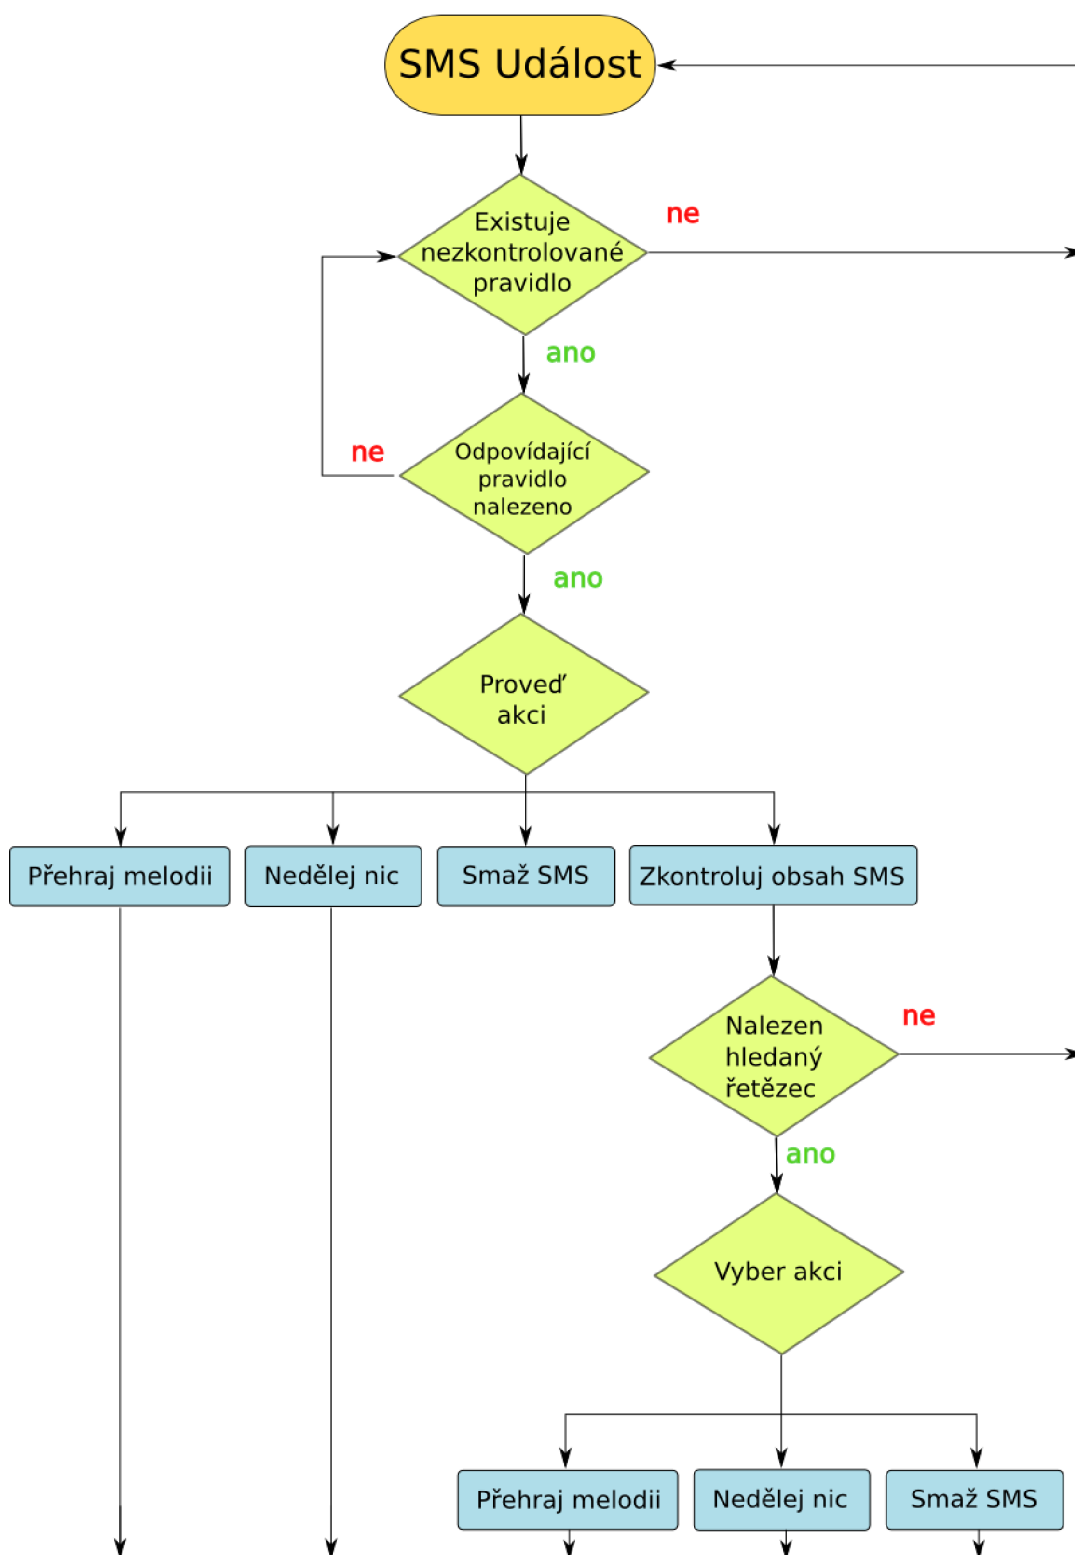 SMS Událost
Existuje
nezkontrolované
pravidlo
ne
ano
Odpovídající
pravidlo
nalezeno
ne
ano
Proveď
akci
Přehraj melodii
Nedělej nic
Smaž SMS
Zkontroluj obsah SMS
Nalezen
hledaný
řetězec
ne
ano
Vyber akci
Přehraj melodii
Nedělej nic
Smaž SMS